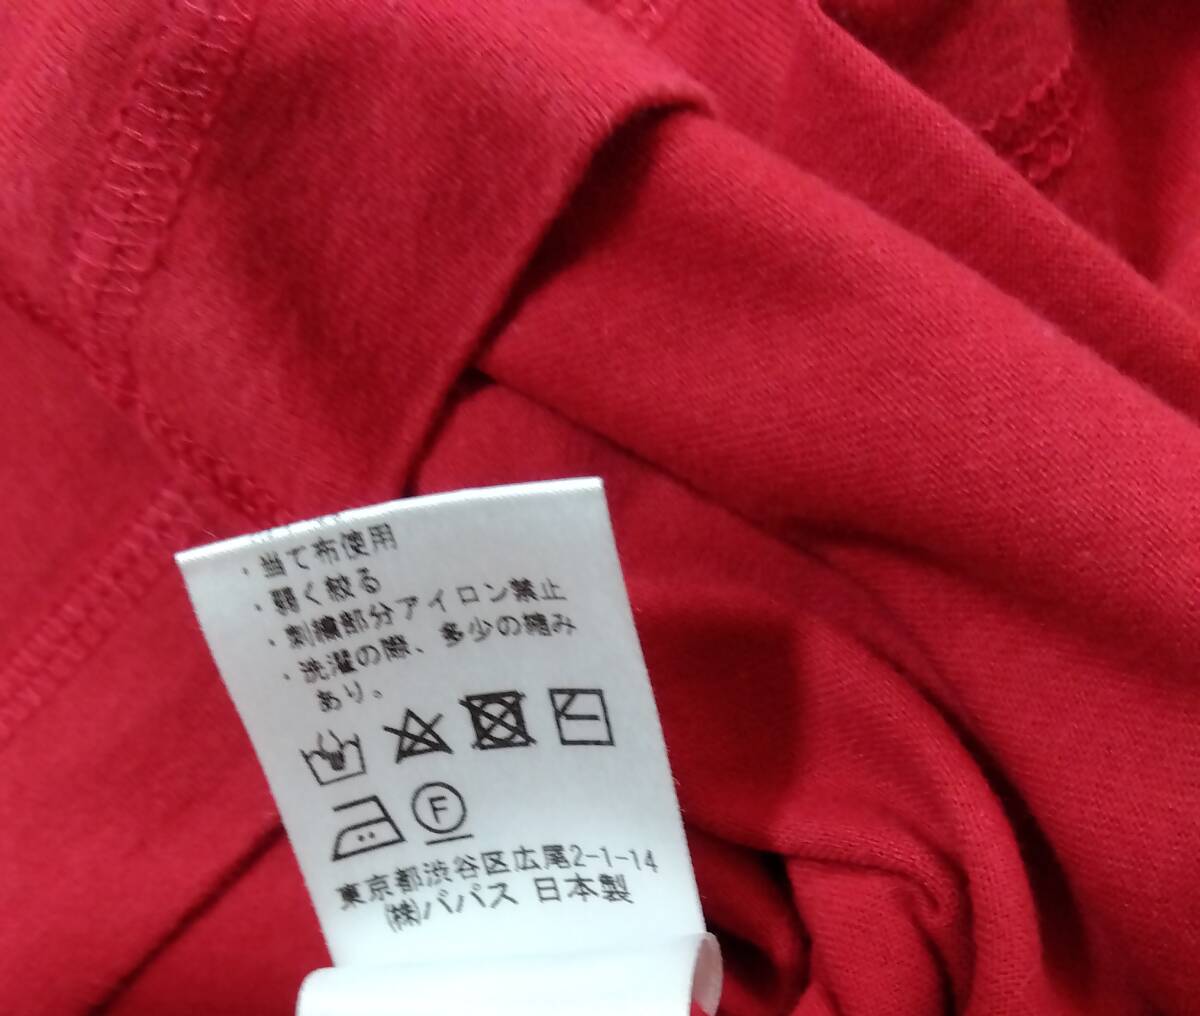 ・当て布使用
・弱く絞る
・刺繍部分アイロン禁止
・洗濯の際、多少の縮み
あり。
F
東京都渋谷区広尾2-1-14
㈱パパス 日本製